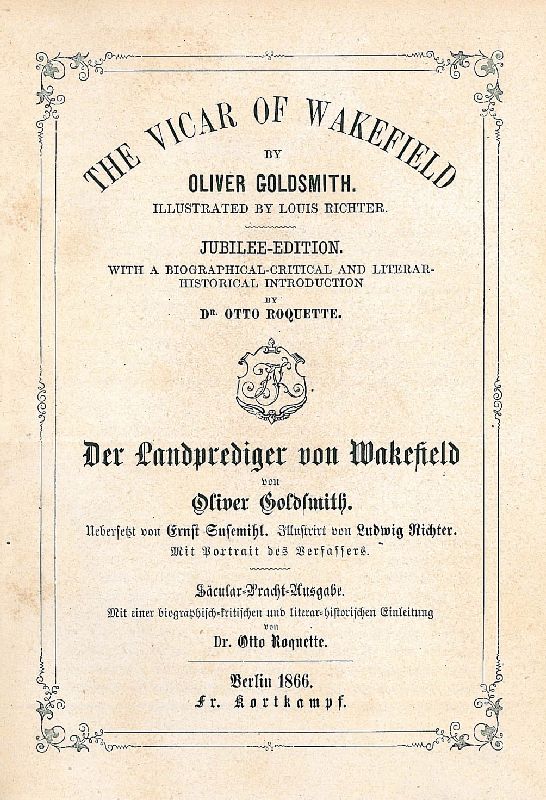 THE VICAR OF WAKEFIELD
BY
OLIVER GOLDSMITH.
ILLUSTRATED BY LOUIS RICHTER.
JUBILEE-EDITION.
WITH A BIOGRAPHICAL-CRITICAL AND LITERAR-
HISTORICAL INTRODUCTION
BY
DR. OTTO ROQUETTE.
FK
Der Landprediger von Wakefield
von
Oliver Goldsmith.
Uebersetzt von Ernst Susemihl. Illustrirt von Ludwig Richter.
Mit Portrait des Verfassers.
Säcular-Pracht-Ausgabe.
Mit einer biographisch-kritischen und literar-historischen Einleitung
von
Dr. Otto Roquette.
Berlin 1866.
Fr. Kortkampf.